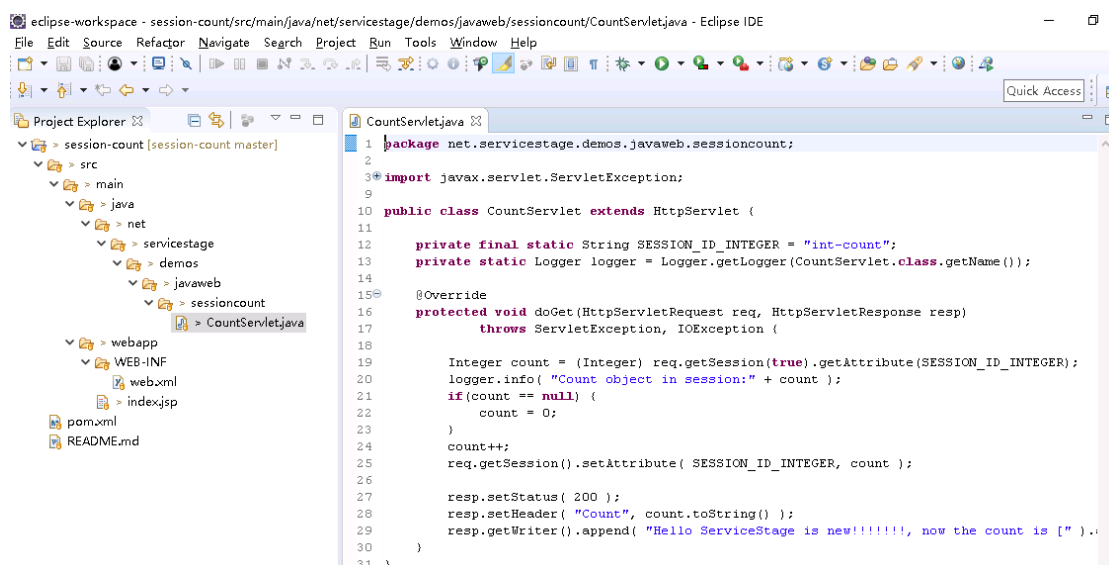 eclipse-workspace - session-count/src/main/java/net/servicestage/demos/javaweb/sessioncount/CountServlet.java - Eclipse IDE
File Edit Source Refactor Navigate Search Project Run Tools Window Help
Quick Access
Project Explorer
CountServlet.java
> session-count [session-count master]
> src
> main
> java
> net
> servicestage
> demos
> javaweb
> sessioncount
> CountServlet.java
> webapp
WEB-INF
web.xml
> index.jsp
pom.xml
README.md
1 package net.servicestage.demos.javaweb.sessioncount;
2
3 import javax.servlet.ServletException;
9
10 public class CountServlet extends HttpServlet {
11
12 private final static String SESSION_ID_INTEGER = "int-count";
13 private static Logger logger = Logger.getLogger(CountServlet.class.getName());
14
15 @Override
16 protected void doGet(HttpServletRequest req, HttpServletResponse resp)
17 throws ServletException, IOException {
18
19 Integer count = (Integer) req.getSession(true).getAttribute(SESSION_ID_INTEGER);
20 logger.info( "Count object in session:" + count );
21 if(count == null) {
22 count = 0;
23 }
24 count++;
25 req.getSession().setAttribute( SESSION_ID_INTEGER, count );
26
27 resp.setStatus( 200 );
28 resp.setHeader( "Count", count.toString() );
29 resp.getWriter().append( "Hello ServiceStage is new!!!!!!!, now the count is [" ).
30 }
31 }